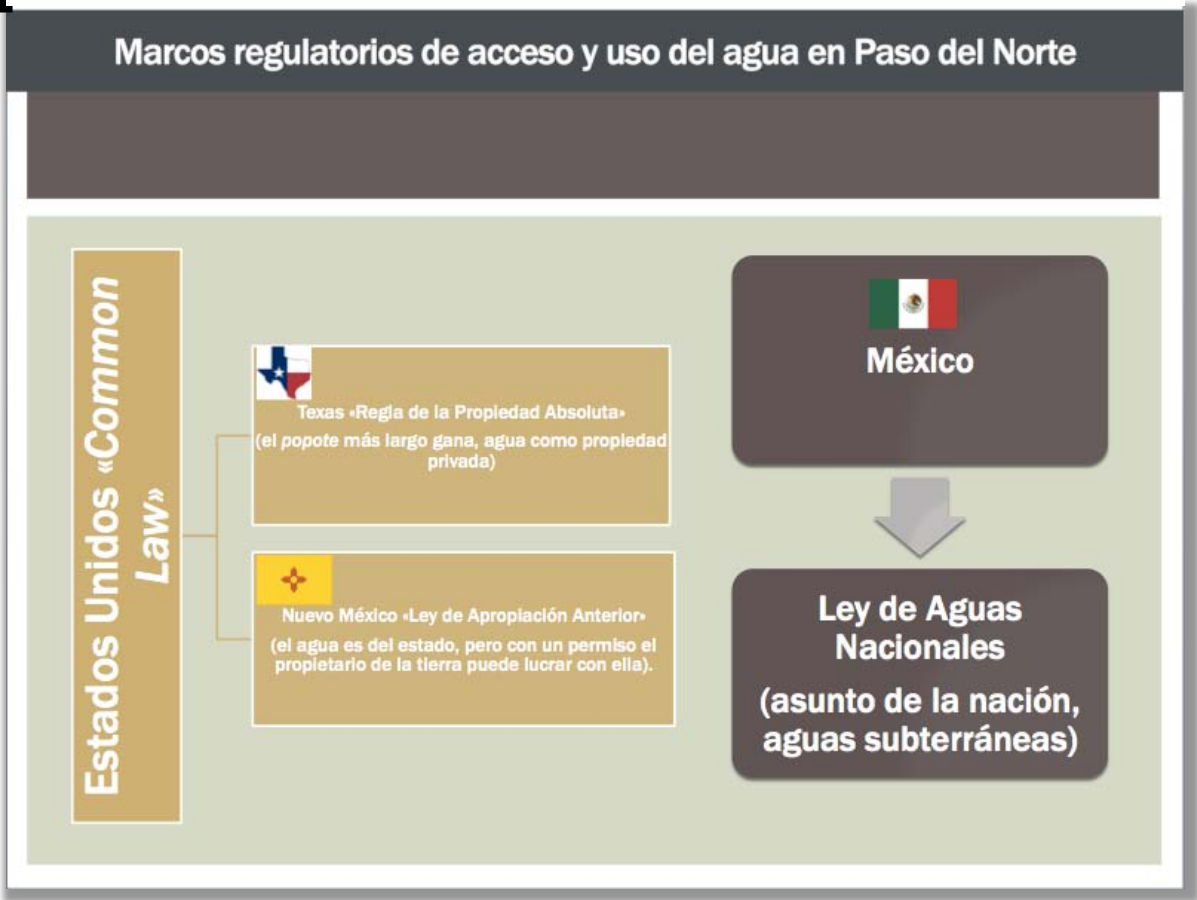 Marcos regulatorios de acceso y uso del agua en Paso del Norte
Estados Unidos «Common
Law»
Texas «Regla de la Propiedad Absoluta»
(el popote más largo gana, agua como propiedad
privada)
Nuevo México «Ley de Apropiación Anterior»
(el agua es del estado, pero con un permiso el
propietario de la tierra puede lucrar con ella).
México
Ley de Aguas
Nacionales
(asunto de la nación,
aguas subterráneas)